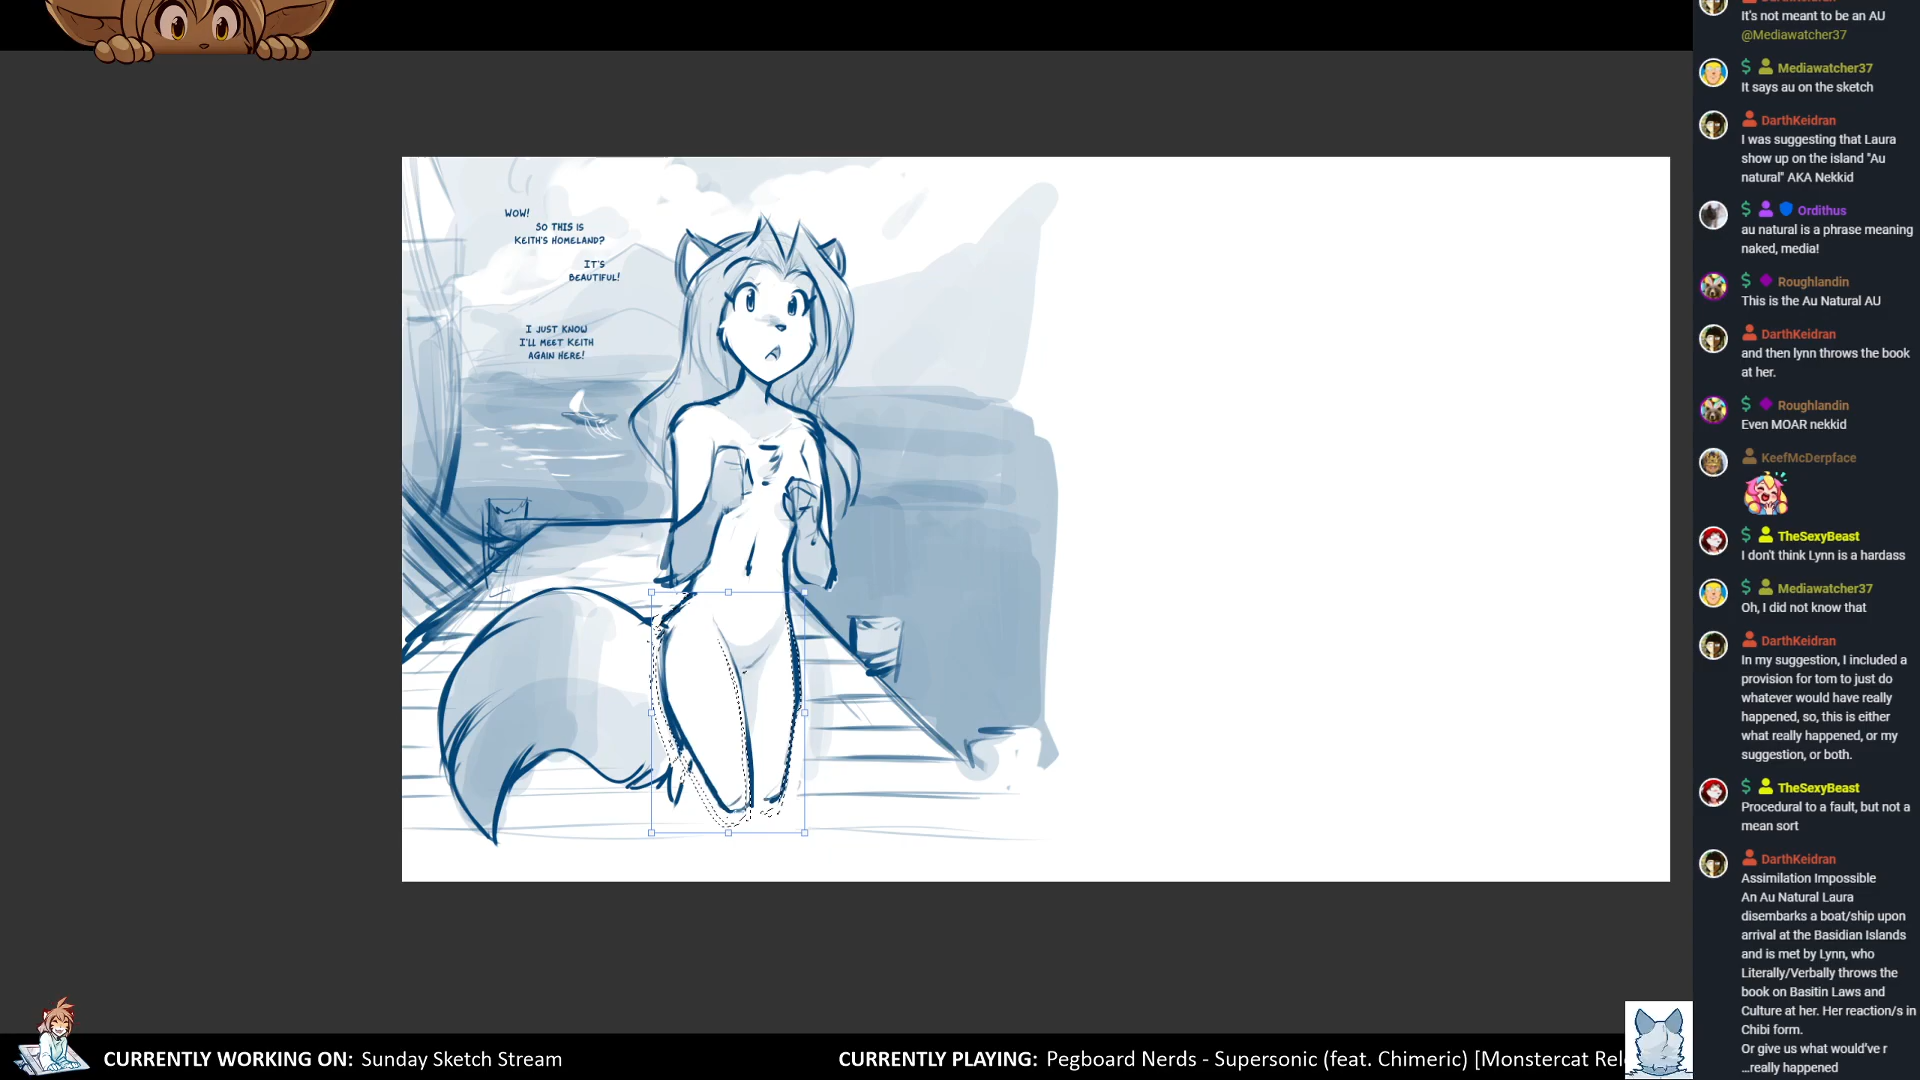 WOW!
SO THIS IS
KEITH'S HOMELAND?
IT'S
BEAUTIFUL!
I JUST KNOW
I'LL MEET KEITH
AGAIN HERE!
It's not meant to be an AU
@Mediawatcher37
Mediawatcher37
It says au on the sketch
DarthKeidran
I was suggesting that Laura
show up on the island "Au
natural" AKA Nekkid
Ordithus
au natural is a phrase meaning
naked, media!
Roughlandin
This is the Au Natural AU
DarthKeidran
and then lynn throws the book
at her.
Roughlandin
Even MOAR nekkid
KeefMcDerpface
TheSexyBeast
I don't think Lynn is a hardass
Mediawatcher37
Oh, I did not know that
DarthKeidran
In my suggestion, I included a
provision for tom to just do
whatever would have really
happened, so, this is either
what really happened, or my
suggestion, or both.
TheSexyBeast
Procedural to a fault, but not a
mean sort
DarthKeidran
Assimilation Impossible
An Au Natural Laura
disembarks a boat/ship upon
arrival at the Basidian Islands
and is met by Lynn, who
Literally/Verbally throws the
book on Basitin Laws and
Culture at her. Her reaction/s in
Chibi form.
Or give us what would've r
...really happened
CURRENTLY WORKING ON: Sunday Sketch Stream
CURRENTLY PLAYING: Pegboard Nerds - Supersonic (feat. Chimeric) [Monstercat Rel